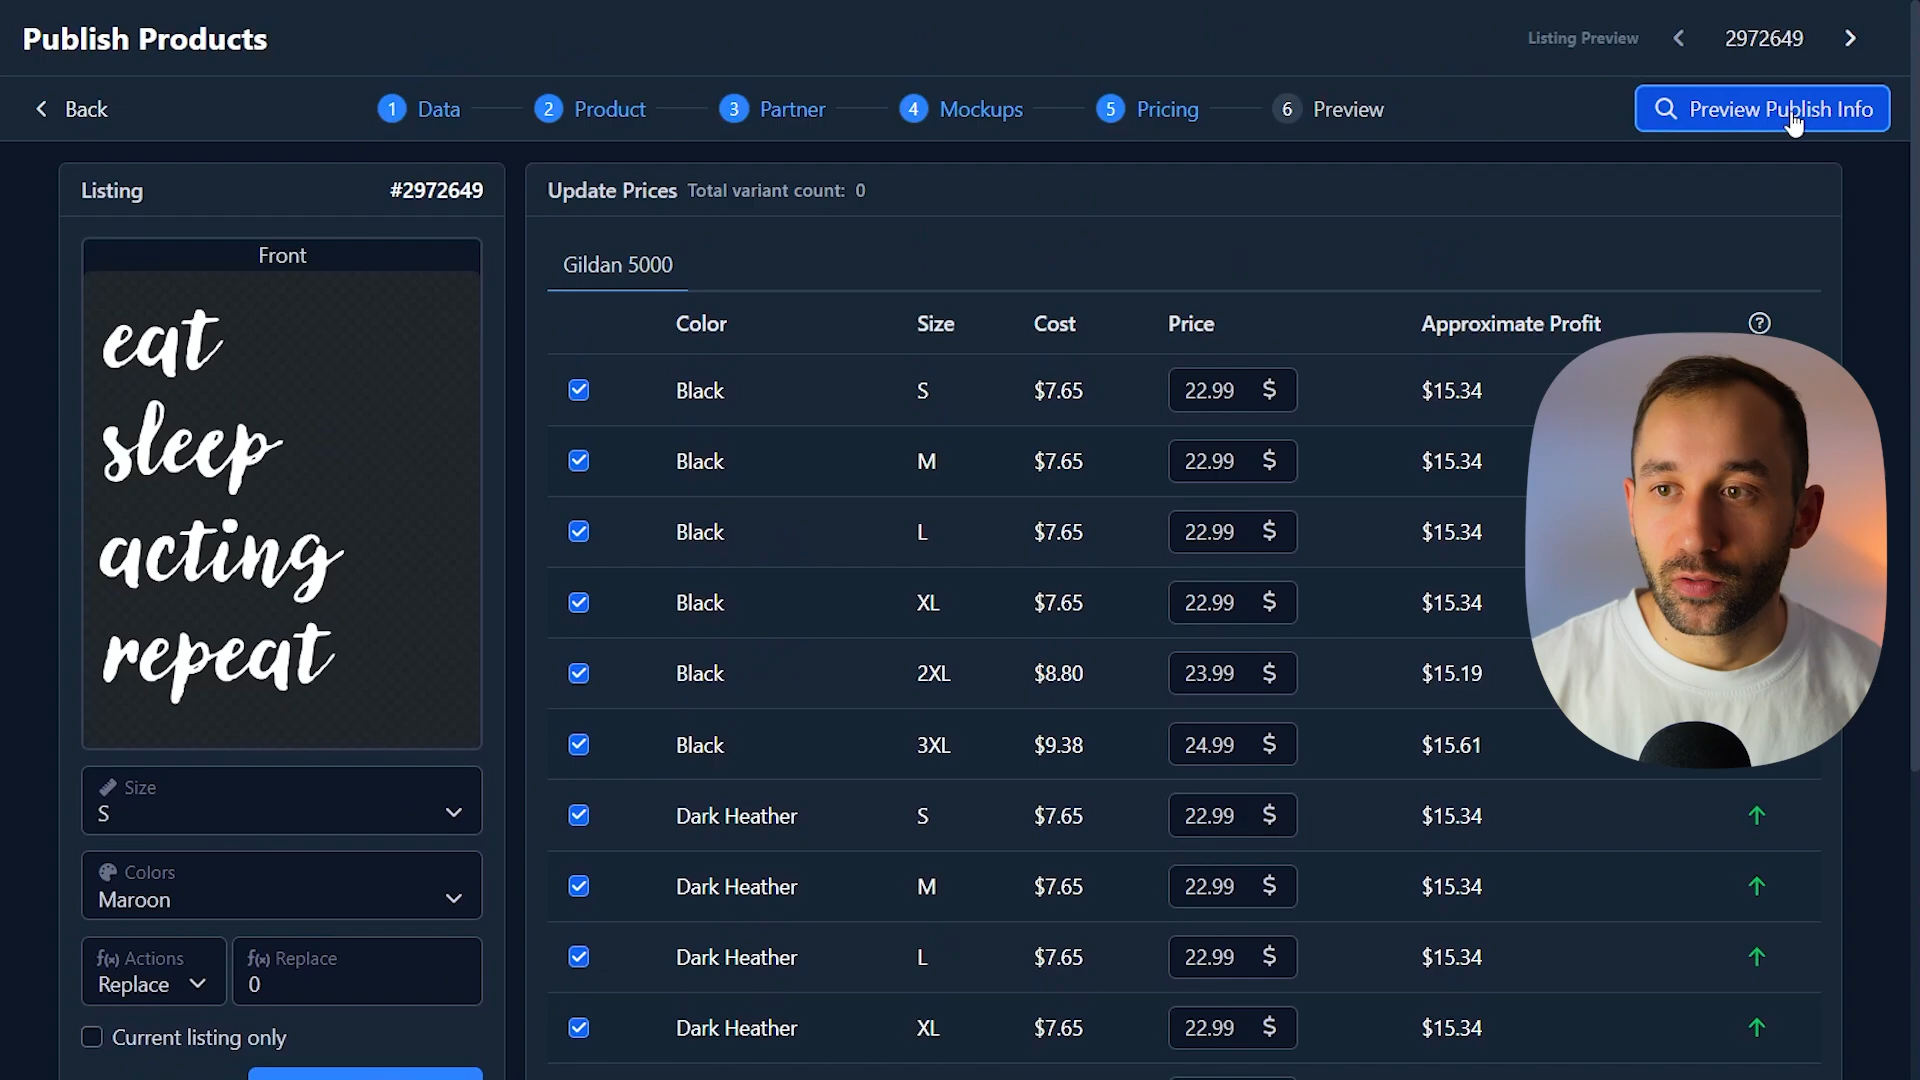 Publish Products
Listing Preview
2972649
Back
1 Data
2 Product
3 Partner
4 Mockups
5 Pricing
6 Preview
Preview Publish Info
Listing #2972649
Front
eat
sleep
acting
repeat
Size
S
Colors
Maroon
f(x) Actions
Replace
f(x) Replace
0
Current listing only
Update Prices Total variant count: 0
Gildan 5000
Color Size Cost Price Approximate Profit ?
Black S $7.65 22.99 $ $15.34
Black M $7.65 22.99 $ $15.34
Black L $7.65 22.99 $ $15.34
Black XL $7.65 22.99 $ $15.34
Black 2XL $8.80 23.99 $ $15.19
Black 3XL $9.38 24.99 $ $15.61
Dark Heather S $7.65 22.99 $ $15.34
Dark Heather M $7.65 22.99 $ $15.34
Dark Heather L $7.65 22.99 $ $15.34
Dark Heather XL $7.65 22.99 $ $15.34